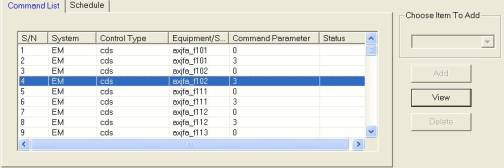 Command List Schedule
Choose Item To Add
S/N System Control Type Equipment/S... Command Parameter Status
1 EM cds axjfa_f101 0
2 EM cds axjfa_f101 3
3 EM cds axjfa_f102 0
4 EM cds axjfa_f102 3
5 EM cds axjfa_f111 0
6 EM cds axjfa_f111 3
7 EM cds axjfa_f112 0
8 EM cds axjfa_f112 3
9 EM cds axjfa_f113 0
Add
View
Delete